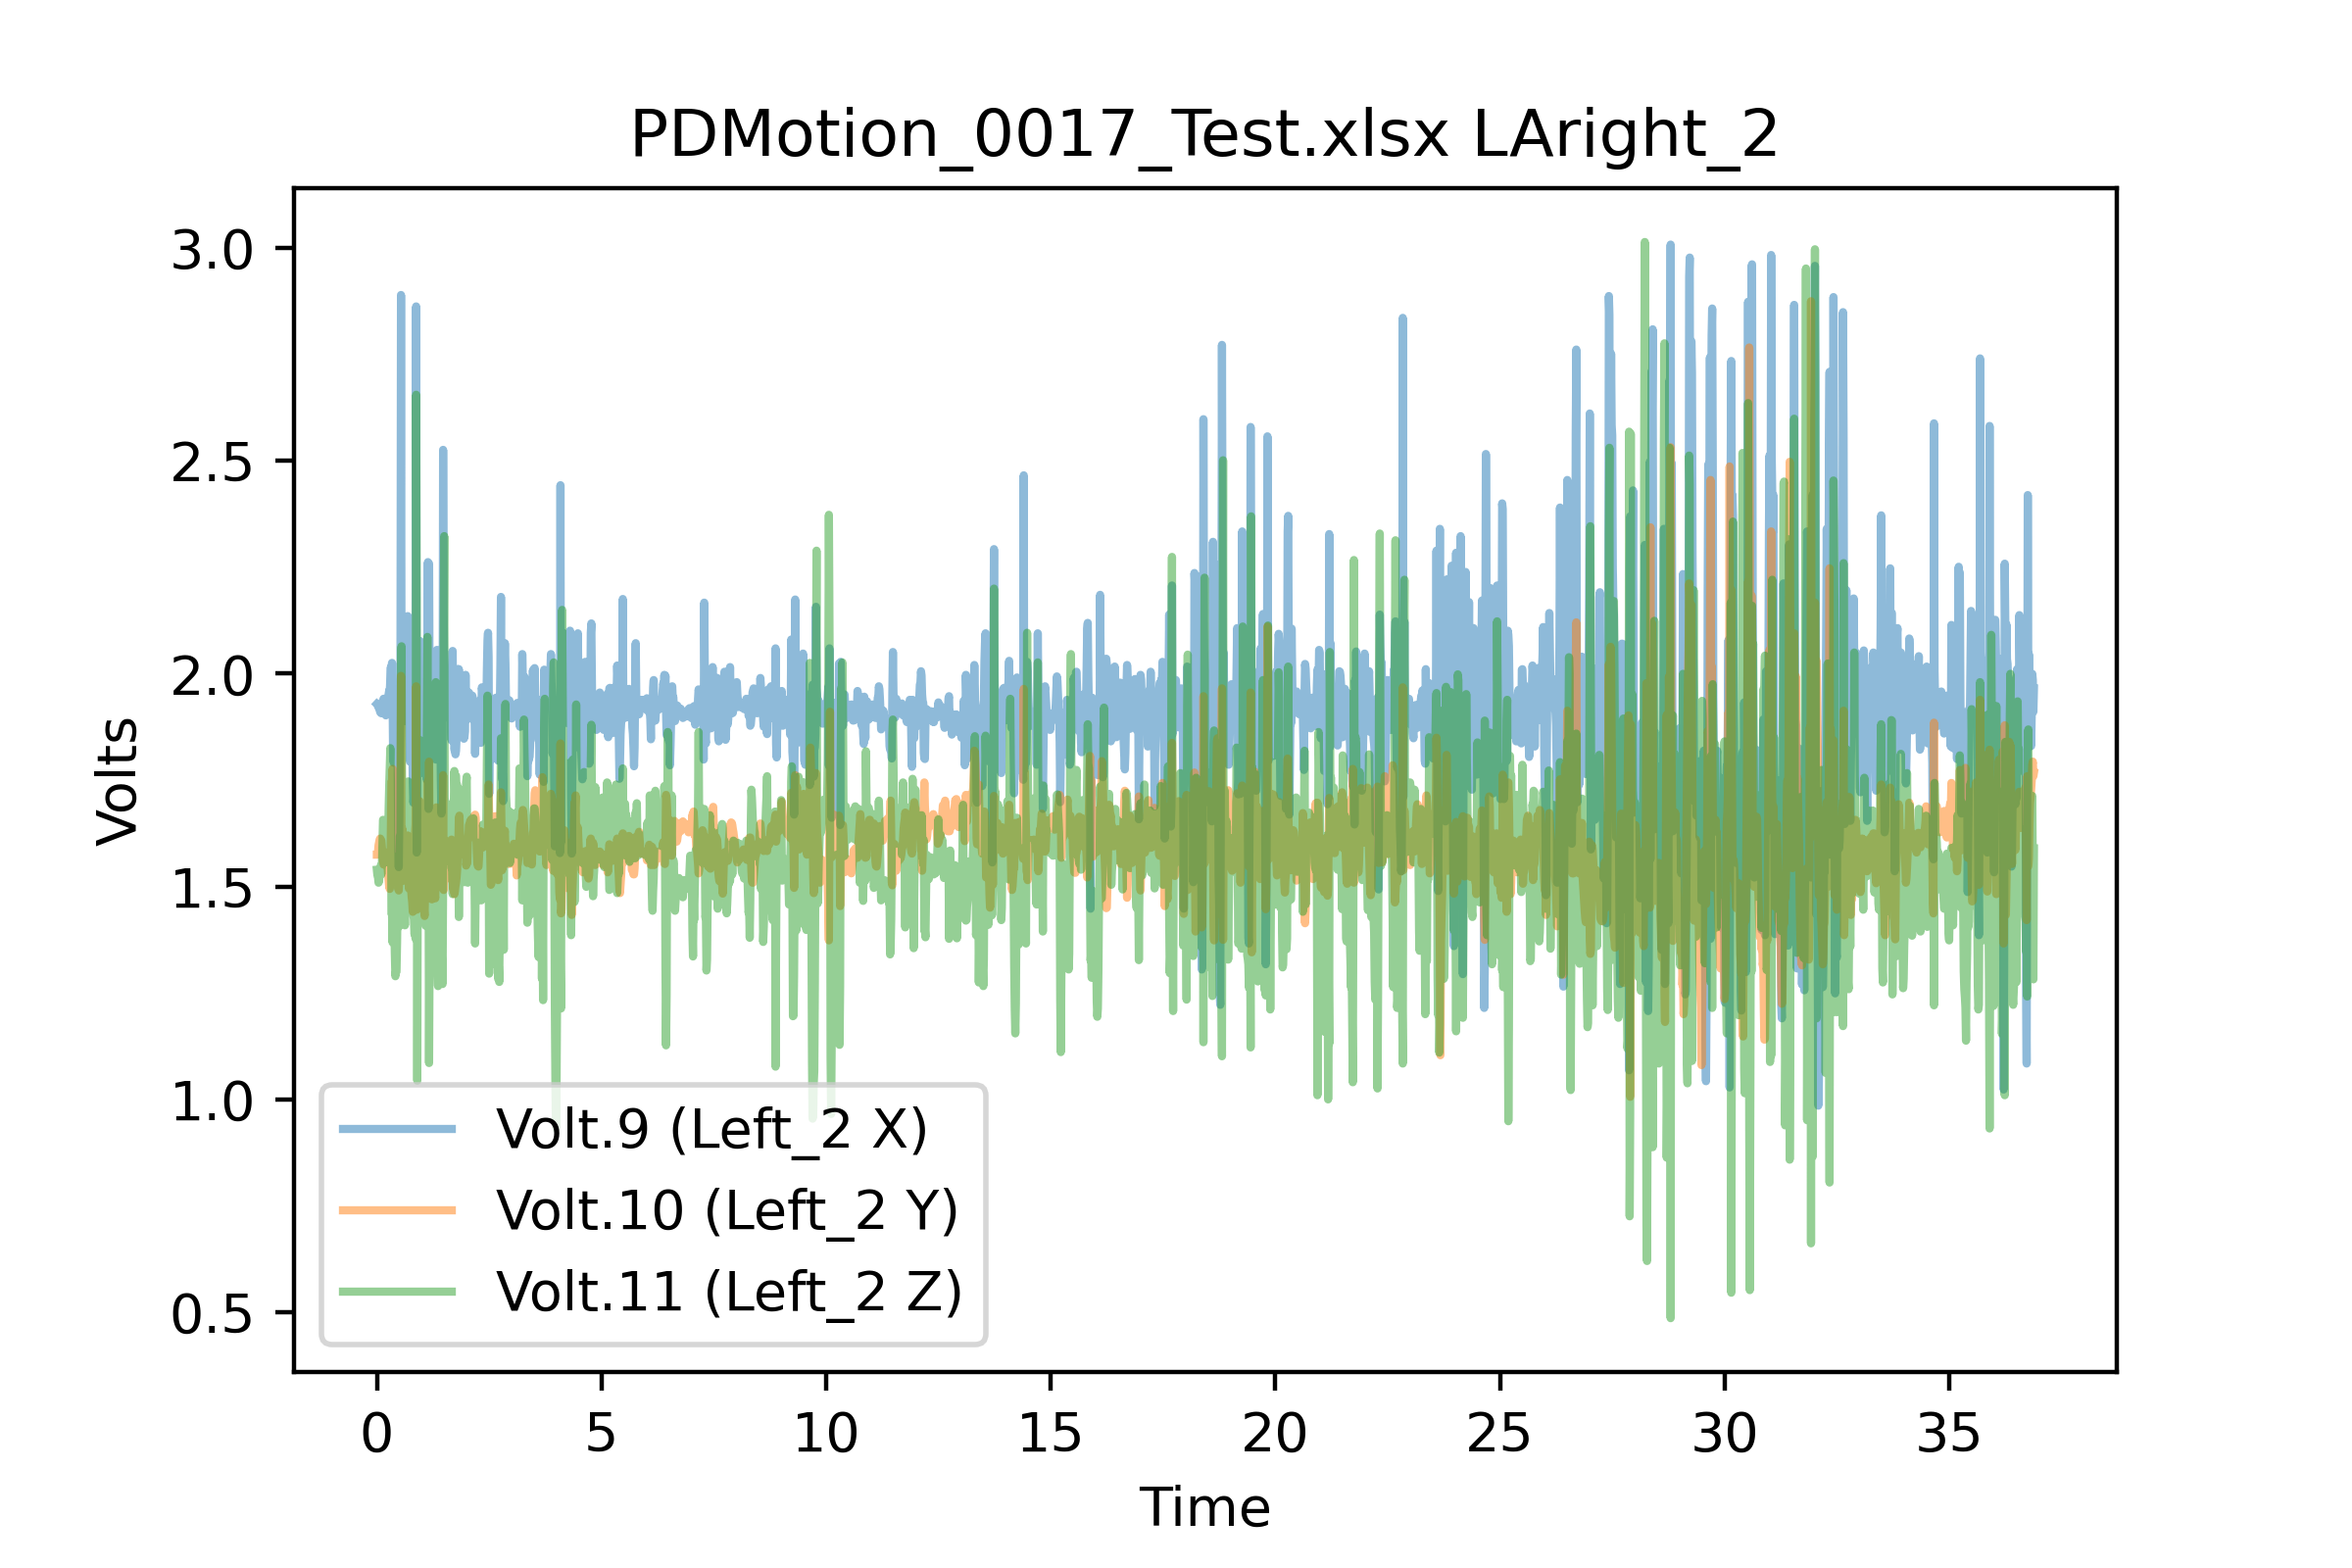 PDMotion_0017_Test.xlsx LAright_2
3.0
2.5
2.0
1.5
1.0
0.5
Volts
Volt.9 (Left_2 X)
Volt.10 (Left_2 Y)
Volt.11 (Left_2 Z)
0 5 10 15 20 25 30 35
Time